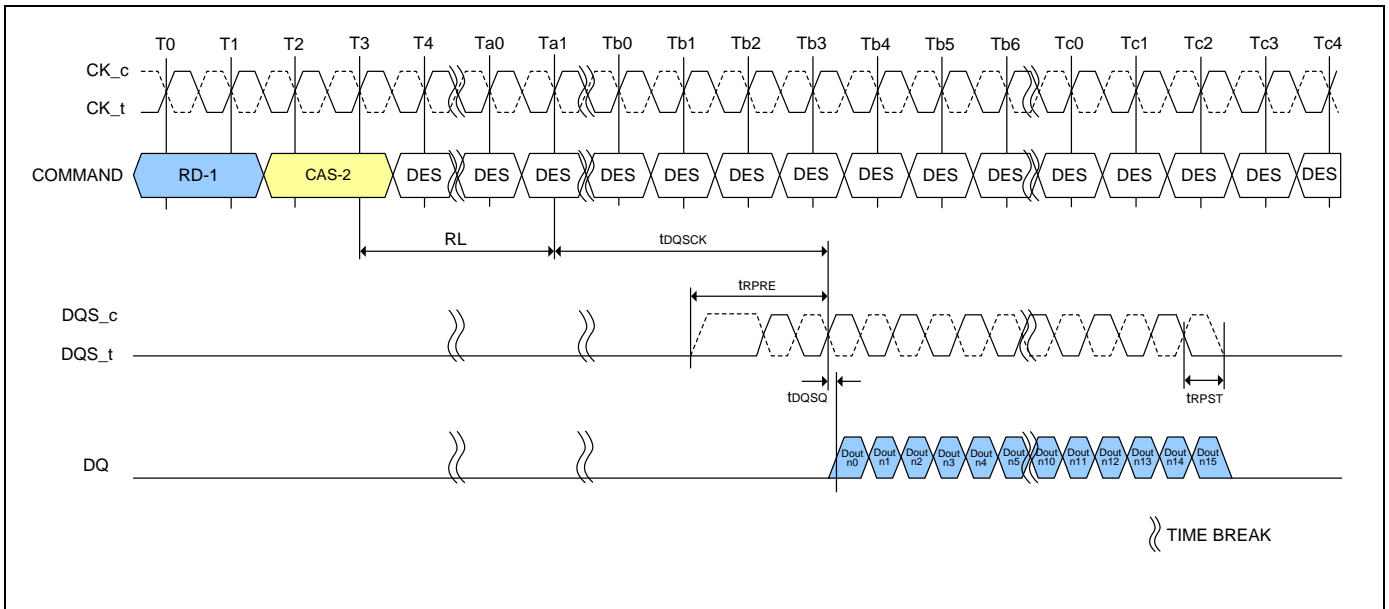 T0 T1 T2 T3 T4 Ta0 Ta1 Tb0 Tb1 Tb2 Tb3 Tb4 Tb5 Tb6 Tc0 Tc1 Tc2 Tc3 Tc4
CK_c
CK_t
COMMAND RD-1 CAS-2 DES DES DES DES DES DES DES DES DES DES DES DES DES DES DES
RL tDQSCK
tRPRE
DQS_c
DQS_t
tDQSQ tRPST
DQ Dout n0 Dout n1 Dout n2 Dout n3 Dout n4 Dout n5 Dout n10 Dout n11 Dout n12 Dout n13 Dout n14 Dout n15
TIME BREAK